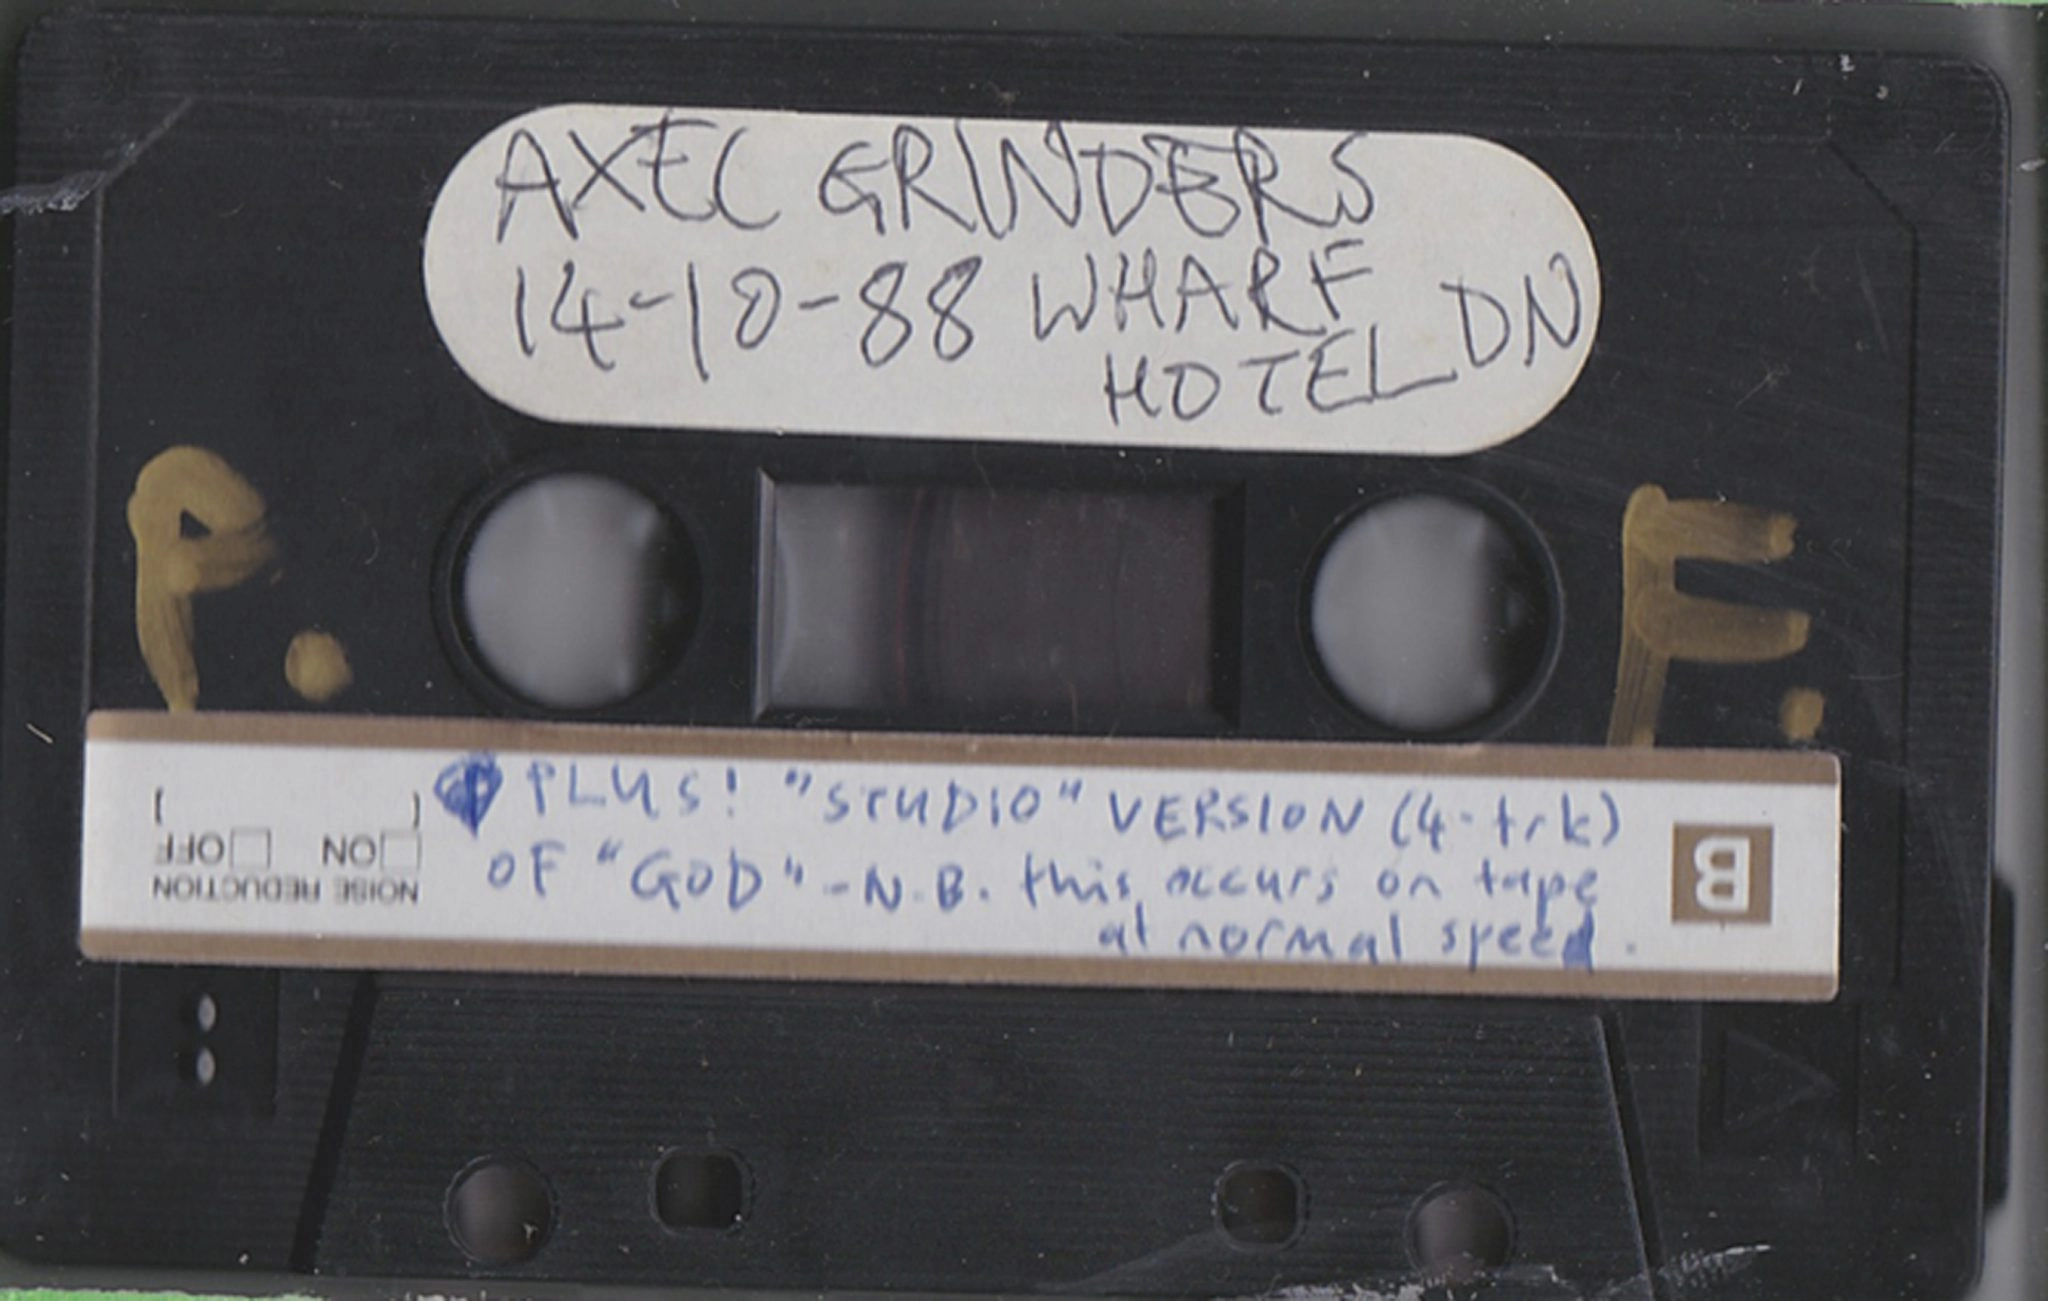 AXEL GRINDERS
14-10-88 WHARF
HOTEL DN
P. F.
PLUS! "STUDIO" VERSION (4-trk)
OF "GOD" - N.B. this occurs on tape
at normal speed.
B
NOISE REDUCTION
ON OFF
( )